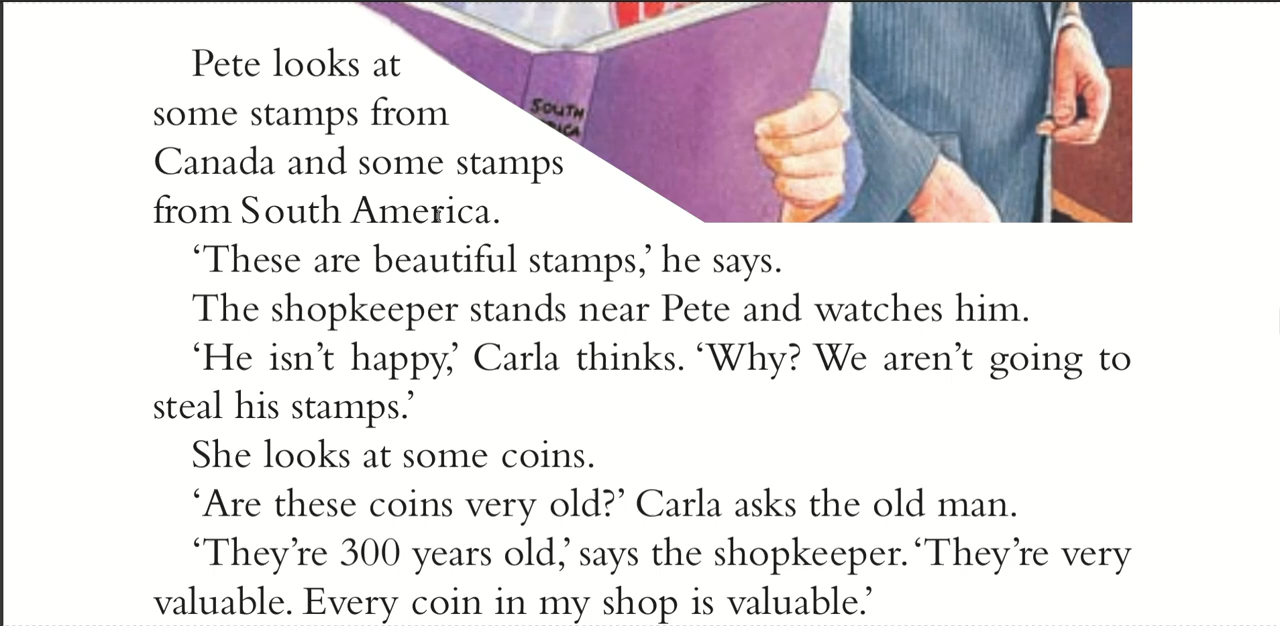 SOUTH
Pete looks at
some stamps from
Canada and some stamps
from South America.
‘These are beautiful stamps,’ he says.
The shopkeeper stands near Pete and watches him.
‘He isn’t happy,’ Carla thinks. ‘Why? We aren’t going to
steal his stamps.’
She looks at some coins.
‘Are these coins very old?’ Carla asks the old man.
‘They’re 300 years old,’ says the shopkeeper. ‘They’re very
valuable. Every coin in my shop is valuable.’